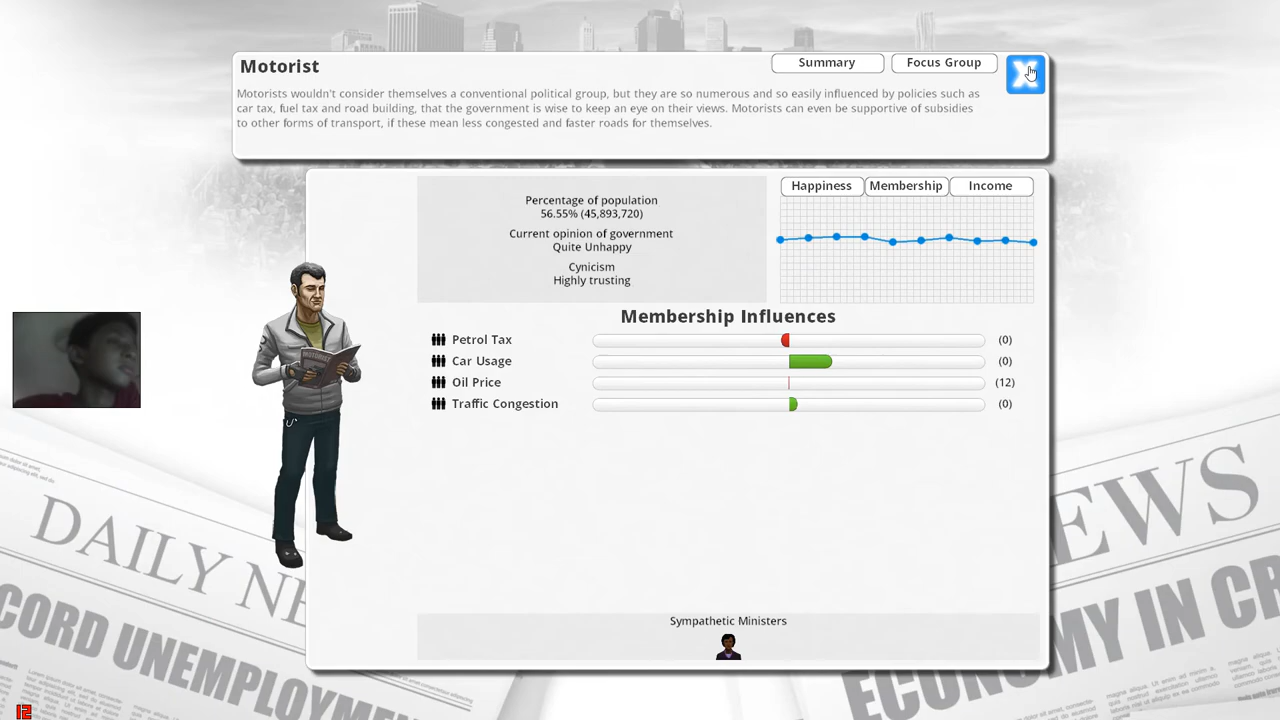 Motorist
Summary
Focus Group
X
Motorists wouldn't consider themselves a conventional political group, but they are so numerous and so easily influenced by policies such as
car tax, fuel tax and road building, that the government is wise to keep an eye on their views. Motorists can even be supportive of subsidies
to other forms of transport, if these mean less congested and faster roads for themselves.
Percentage of population
56.55% (45,893,720)
Current opinion of government
Quite Unhappy
Cynicism
Highly trusting
Happiness
Membership
Income
Membership Influences
Petrol Tax
(0)
Car Usage
(0)
Oil Price
(12)
Traffic Congestion
(0)
MOTORIST
Sympathetic Ministers
DAILY NE
CORD UNEMPLOYME
EWS
ECONOMY IN CR
12